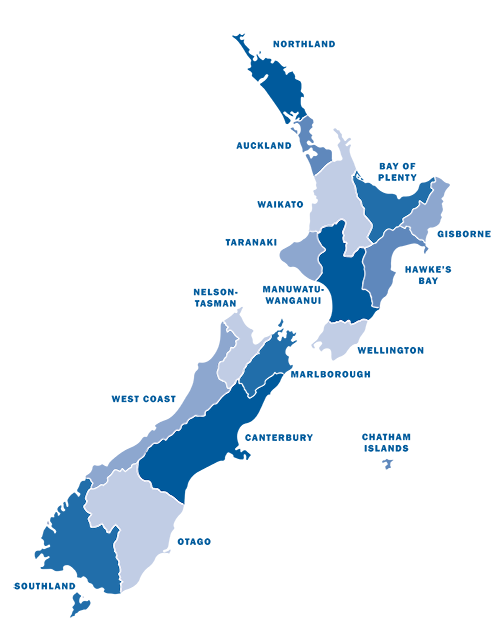 NORTHLAND
AUCKLAND
BAY OF
PLENTY
WAIKATO
GISBORNE
TARANAKI
HAWKE'S
BAY
MANUWATU-
WANGANUI
NELSON-
TASMAN
WELLINGTON
MARLBOROUGH
WEST COAST
CANTERBURY
CHATHAM
ISLANDS
OTAGO
SOUTHLAND